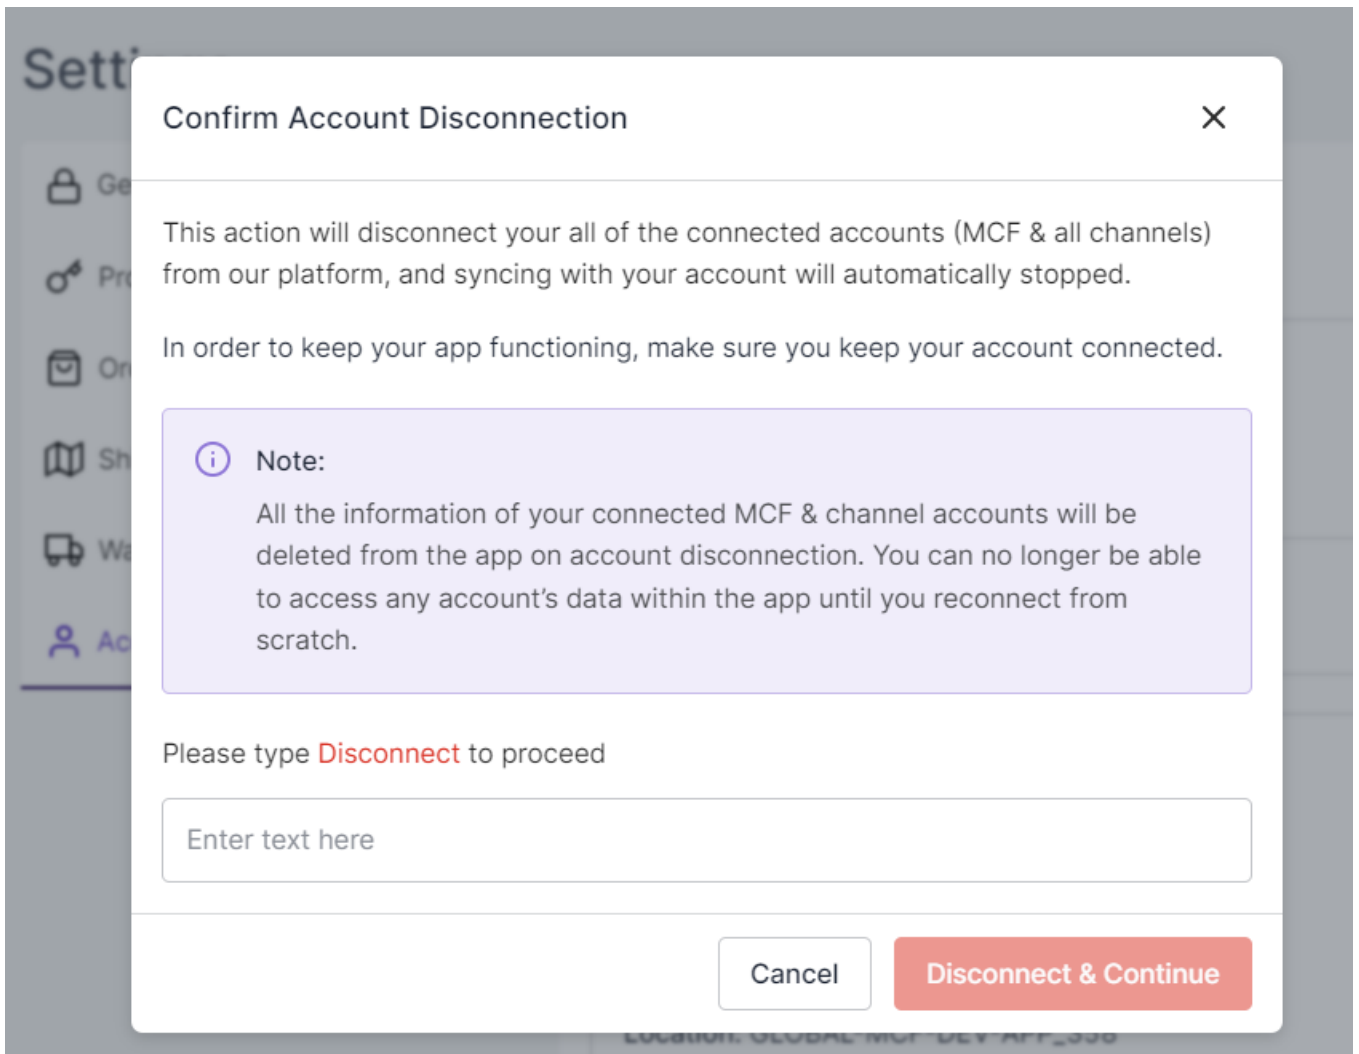 Confirm Account Disconnection
This action will disconnect your all of the connected accounts (MCF & all channels)
from our platform, and syncing with your account will automatically stopped.
In order to keep your app functioning, make sure you keep your account connected.
Note:
All the information of your connected MCF & channel accounts will be
deleted from the app on account disconnection. You can no longer be able
to access any account's data within the app until you reconnect from
scratch.
Please type Disconnect to proceed
Enter text here
Cancel
Disconnect & Continue